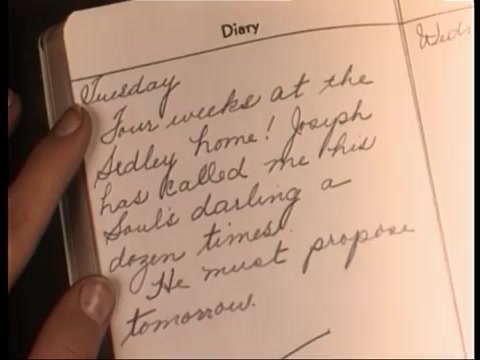 Diary
Tuesday
Four weeks at the
Sedley home! Joseph
has called me his
Soul's darling a
dozen times!
He must propose
tomorrow.